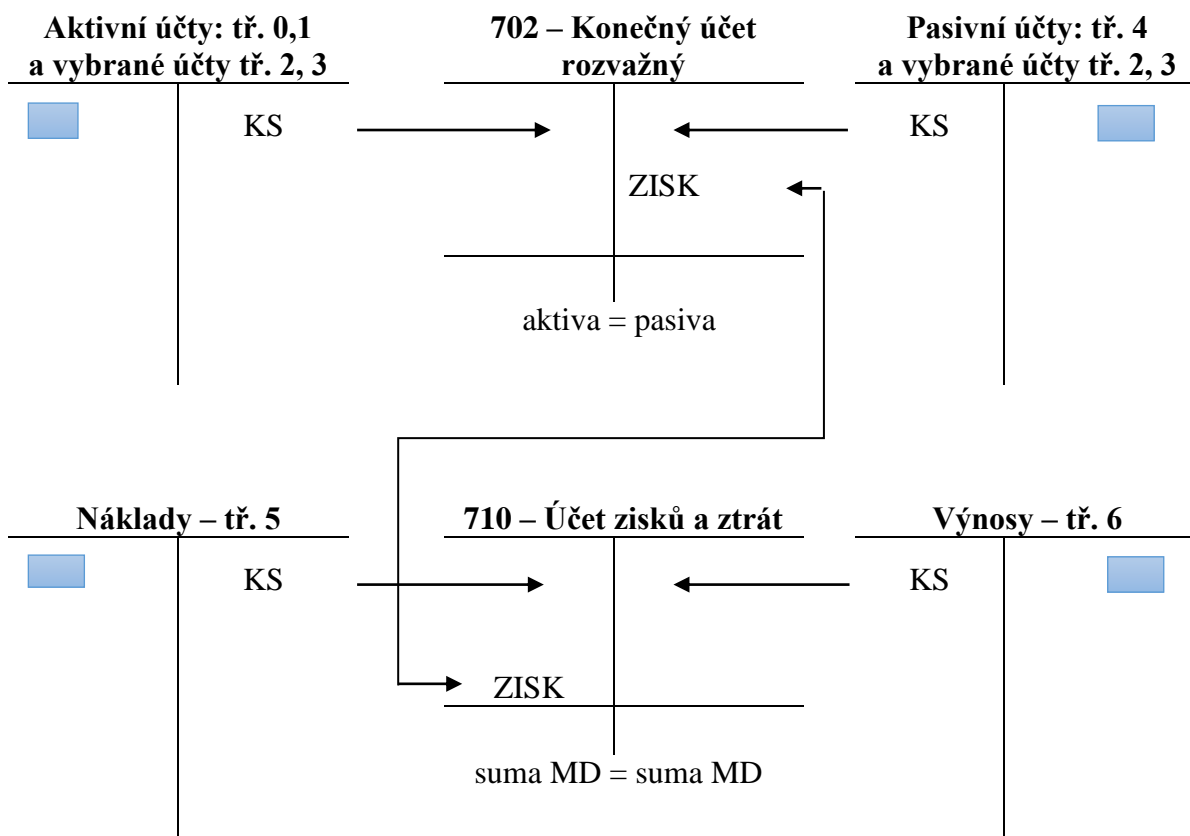 Aktivní účty: tř. 0,1
a vybrané účty tř. 2, 3
702 – Konečný účet
rozvažný
Pasivní účty: tř. 4
a vybrané účty tř. 2, 3
KS
KS
ZISK
aktiva = pasiva
Náklady – tř. 5
710 – Účet zisků a ztrát
Výnosy – tř. 6
KS
KS
ZISK
suma MD = suma MD